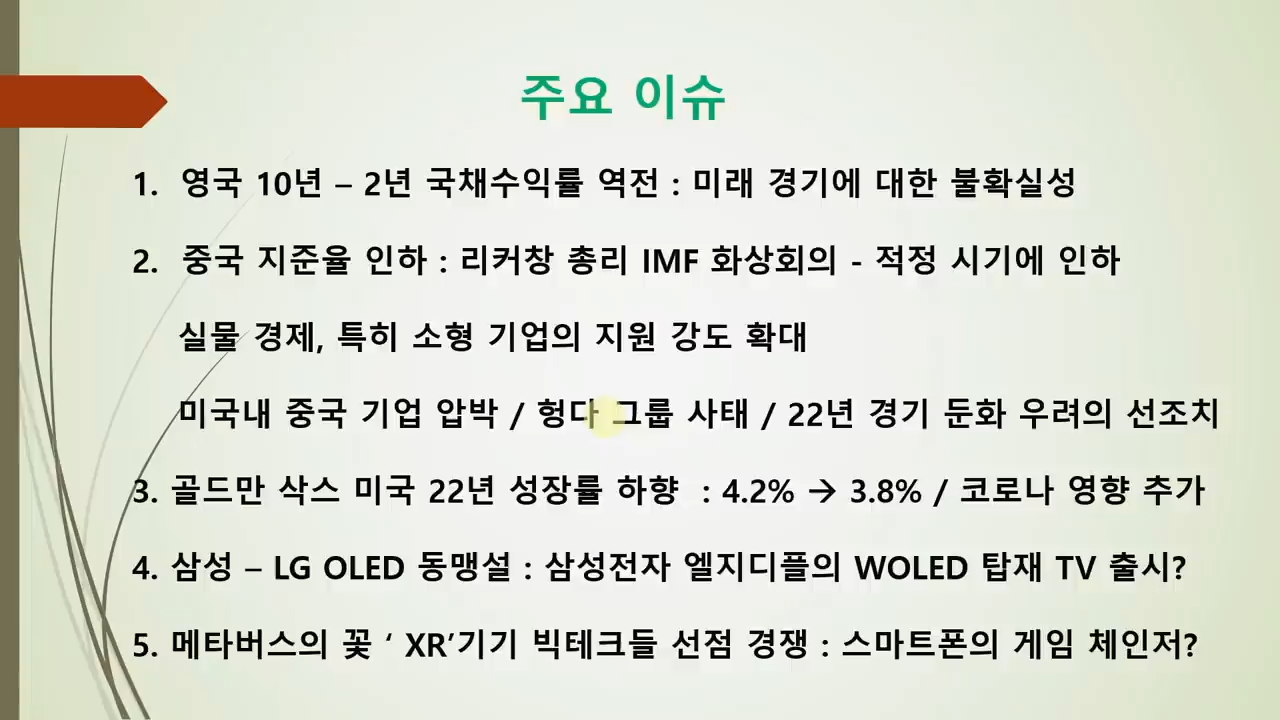 주요 이슈
1. 영국 10년 – 2년 국채수익률 역전 : 미래 경기에 대한 불확실성
2. 중국 지준율 인하 : 리커창 총리 IMF 화상회의 - 적정 시기에 인하
실물 경제, 특히 소형 기업의 지원 강도 확대
미국내 중국 기업 압박 / 헝다 그룹 사태 / 22년 경기 둔화 우려의 선조치
3. 골드만 삭스 미국 22년 성장률 하향 : 4.2% → 3.8% / 코로나 영향 추가
4. 삼성 – LG OLED 동맹설 : 삼성전자 엘지디플의 WOLED 탑재 TV 출시?
5. 메타버스의 꽃 ‘ XR’기기 빅테크들 선점 경쟁 : 스마트폰의 게임 체인저?